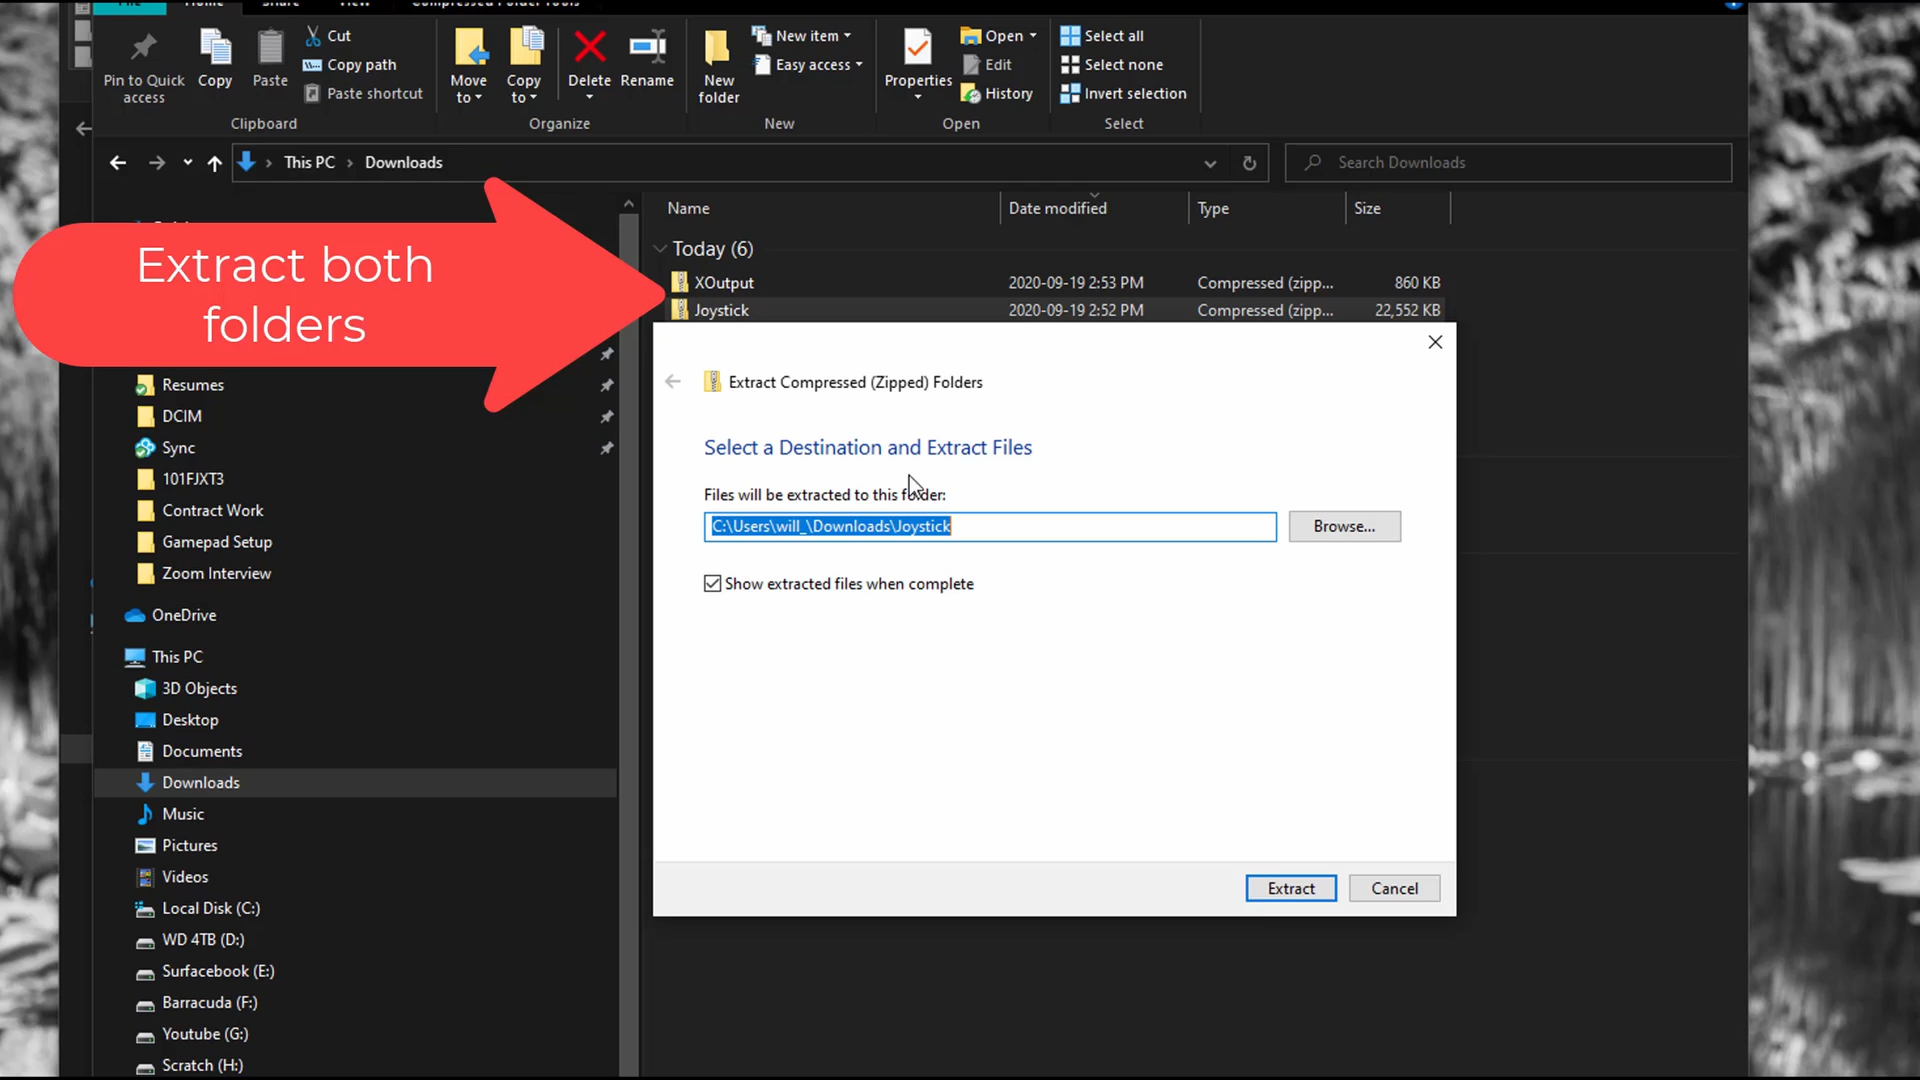 File
Home
Share
View
Compressed Folder Tools
Pin to Quick access
Copy
Paste
Cut
Copy path
Paste shortcut
Clipboard
Move to
Copy to
Delete
Rename
Organize
New folder
New item
Easy access
New
Properties
Open
Edit
History
Open
Select all
Select none
Invert selection
Select
This PC
Downloads
Search Downloads
Name
Date modified
Type
Size
Today (6)
XOutput 2020-09-19 2:53 PM Compressed (zipp... 860 KB
Joystick 2020-09-19 2:52 PM Compressed (zipp... 22,552 KB
Extract both
folders
Resumes
DCIM
Sync
101FJXT3
Contract Work
Gamepad Setup
Zoom Interview
OneDrive
This PC
3D Objects
Desktop
Documents
Downloads
Music
Pictures
Videos
Local Disk (C:)
WD 4TB (D:)
Surfacebook (E:)
Barracuda (F:)
Youtube (G:)
Scratch (H:)
Extract Compressed (Zipped) Folders
Select a Destination and Extract Files
Files will be extracted to this folder:
C:\Users\will_\Downloads\Joystick
Browse...
Show extracted files when complete
Extract
Cancel